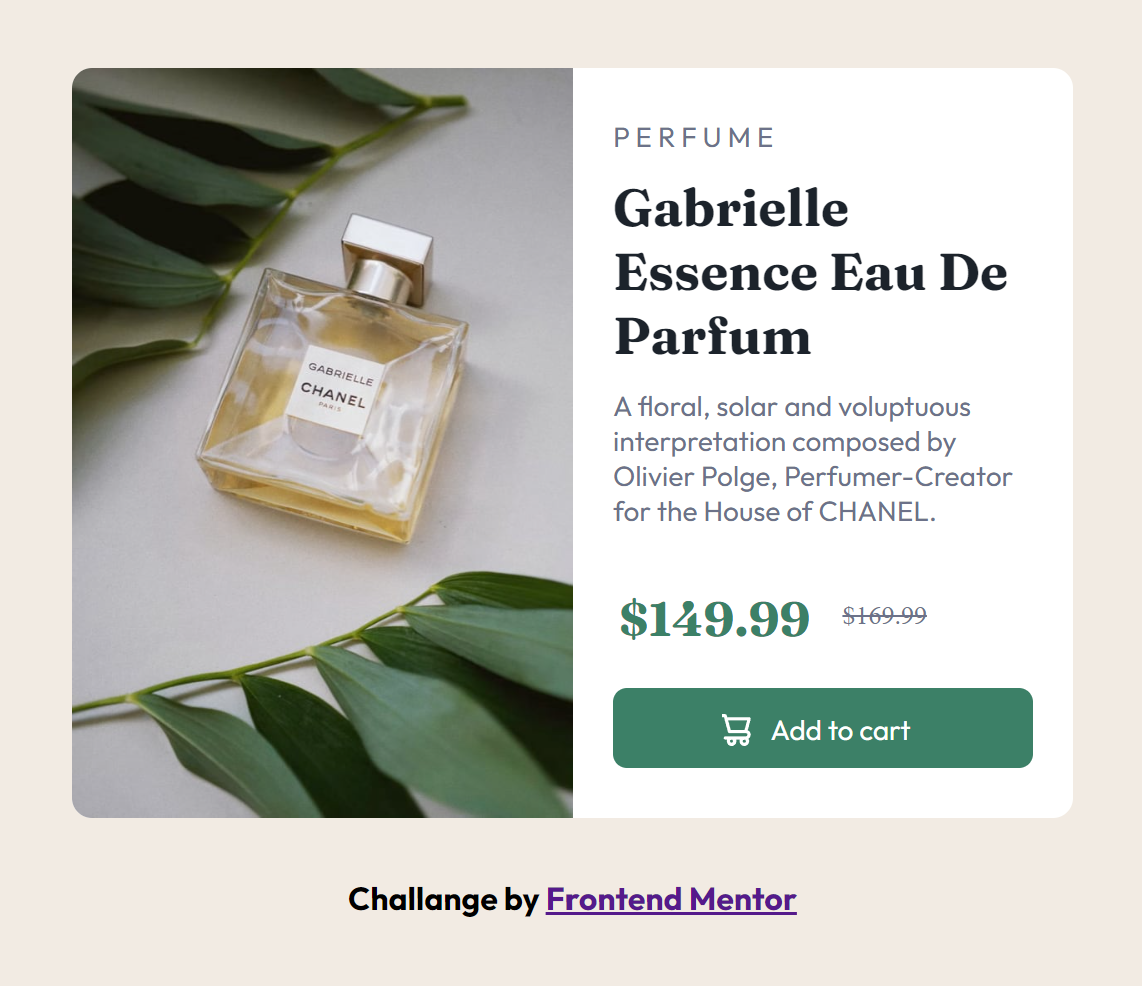 GABRIELLE
CHANEL
PARIS
PERFUME
Gabrielle
Essence Eau De
Parfum
A floral, solar and voluptuous
interpretation composed by
Olivier Polge, Perfumer-Creator
for the House of CHANEL.
$149.99 $169.99
Add to cart
Challange by Frontend Mentor